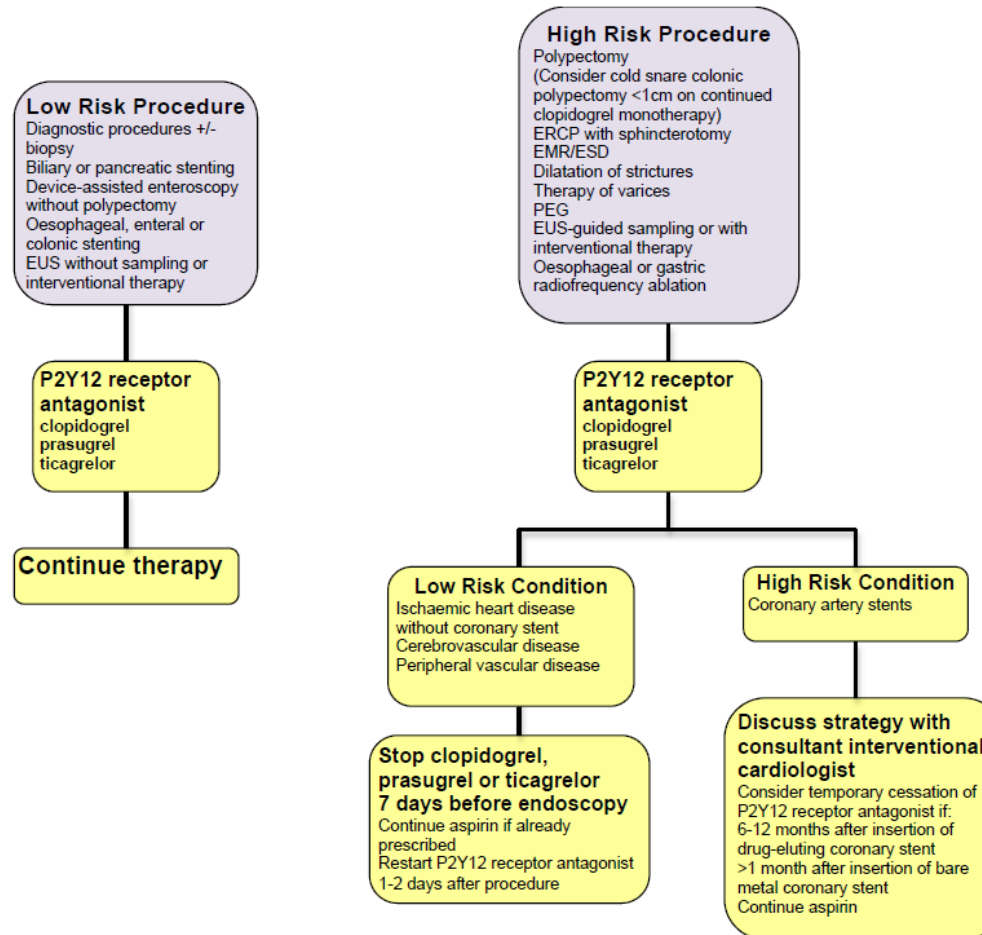 Low Risk Procedure
Diagnostic procedures +/-
biopsy
Biliary or pancreatic stenting
Device-assisted enteroscopy
without polypectomy
Oesophageal, enteral or
colonic stenting
EUS without sampling or
interventional therapy
P2Y12 receptor
antagonist
clopidogrel
prasugrel
ticagrelor
Continue therapy
High Risk Procedure
Polypectomy
(Consider cold snare colonic
polypectomy <1cm on continued
clopidogrel monotherapy)
ERCP with sphincterotomy
EMR/ESD
Dilatation of strictures
Therapy of varices
PEG
EUS-guided sampling or with
interventional therapy
Oesophageal or gastric
radiofrequency ablation
P2Y12 receptor
antagonist
clopidogrel
prasugrel
ticagrelor
Low Risk Condition
Ischaemic heart disease
without coronary stent
Cerebrovascular disease
Peripheral vascular disease
Stop clopidogrel,
prasugrel or ticagrelor
7 days before endoscopy
Continue aspirin if already
prescribed
Restart P2Y12 receptor antagonist
1-2 days after procedure
High Risk Condition
Coronary artery stents
Discuss strategy with
consultant interventional
cardiologist
Consider temporary cessation of
P2Y12 receptor antagonist if:
6-12 months after insertion of
drug-eluting coronary stent
>1 month after insertion of bare
metal coronary stent
Continue aspirin